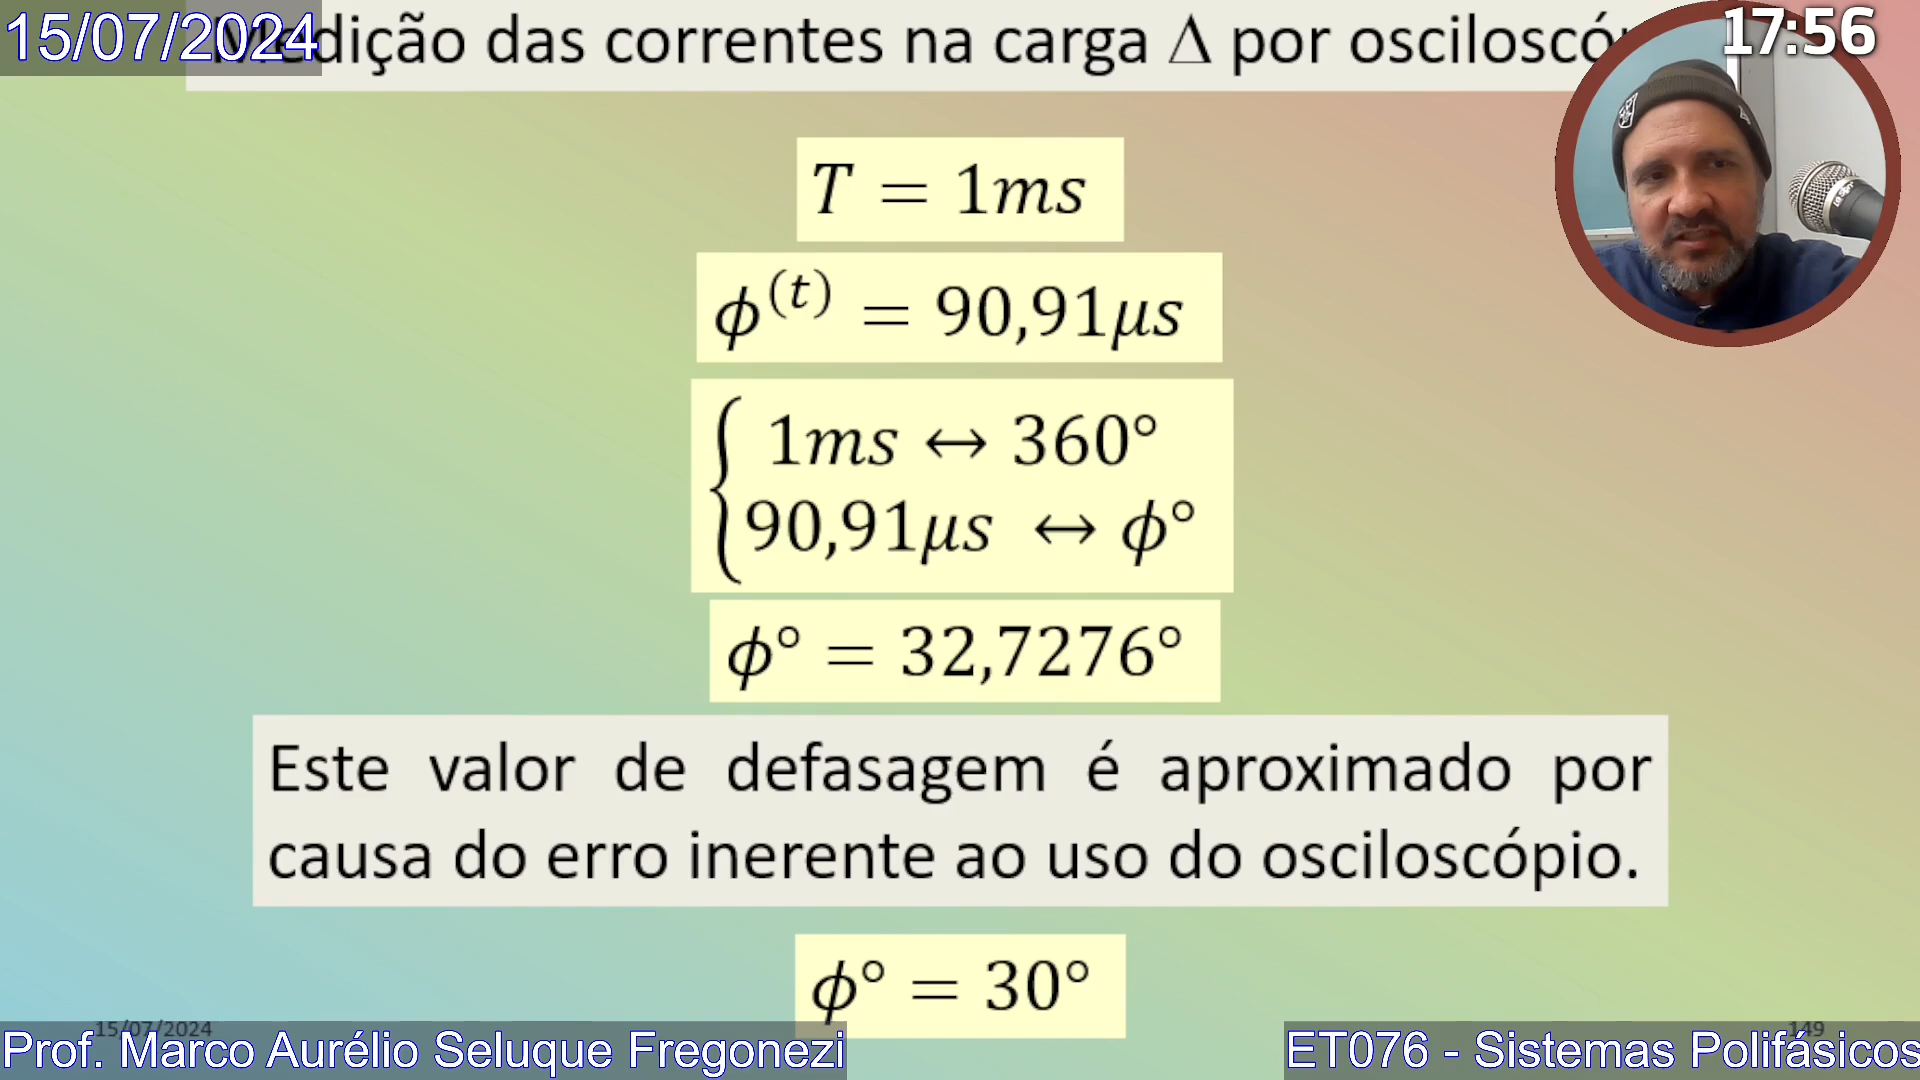 15/07/2024
17:56
dição das correntes na carga Δ por osciloscó
T = 1ms
ϕ⁽ᵗ⁾ = 90,91μs
1ms ↔ 360°
90,91μs ↔ ϕ°
ϕ° = 32,7276°
Este valor de defasagem é aproximado por
causa do erro inerente ao uso do osciloscópio.
ϕ° = 30°
15/07/2024
149
Prof. Marco Aurélio Seluque Fregonezi
ET076 - Sistemas Polifásicos